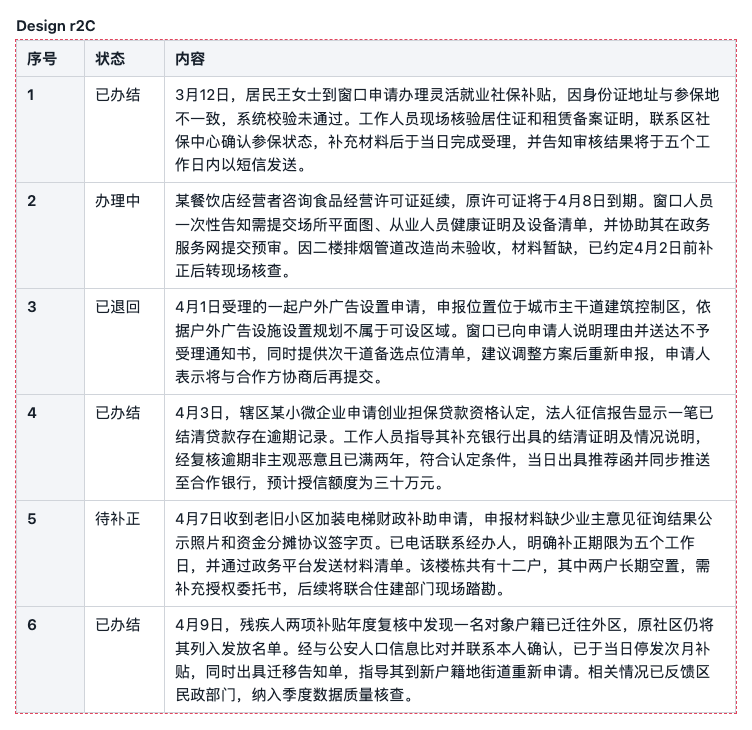 Design r2C
序号 状态 内容
1 已办结 3月12日，居民王女士到窗口申请办理灵活就业社保补贴，因身份证地址与参保地
不一致，系统校验未通过。工作人员现场核验居住证和租赁备案证明，联系区社
保中心确认参保状态，补充材料后于当日完成受理，并告知审核结果将于五个工
作日内以短信发送。
2 办理中 某餐饮店经营者咨询食品经营许可证延续，原许可证将于4月8日到期。窗口人员
一次性告知需提交场所平面图、从业人员健康证明及设备清单，并协助其在政务
服务网提交预审。因二楼排烟管道改造尚未验收，材料暂缺，已约定4月2日前补
正后转现场核查。
3 已退回 4月1日受理的一起户外广告设置申请，申报位置位于城市主干道建筑控制区，依
据户外广告设施设置规划不属于可设区域。窗口已向申请人说明理由并送达不予
受理通知书，同时提供次干道备选点位清单，建议调整方案后重新申报，申请人
表示将与合作方协商后再提交。
4 已办结 4月3日，辖区某小微企业申请创业担保贷款资格认定，法人征信报告显示一笔已
结清贷款存在逾期记录。工作人员指导其补充银行出具的结清证明及情况说明，
经复核逾期非主观恶意且已满两年，符合认定条件，当日出具推荐函并同步推送
至合作银行，预计授信额度为三十万元。
5 待补正 4月7日收到老旧小区加装电梯财政补助申请，申报材料缺少业主意见征询结果公
示照片和资金分摊协议签字页。已电话联系经办人，明确补正期限为五个工作
日，并通过政务平台发送材料清单。该楼栋共有十二户，其中两户长期空置，需
补充授权委托书，后续将联合住建部门现场踏勘。
6 已办结 4月9日，残疾人两项补贴年度复核中发现一名对象户籍已迁往外区，原社区仍将
其列入发放名单。经与公安人口信息比对并联系本人确认，已于当日停发次月补
贴，同时出具迁移告知单，指导其到新户籍地街道重新申请。相关情况已反馈区
民政部门，纳入季度数据质量核查。